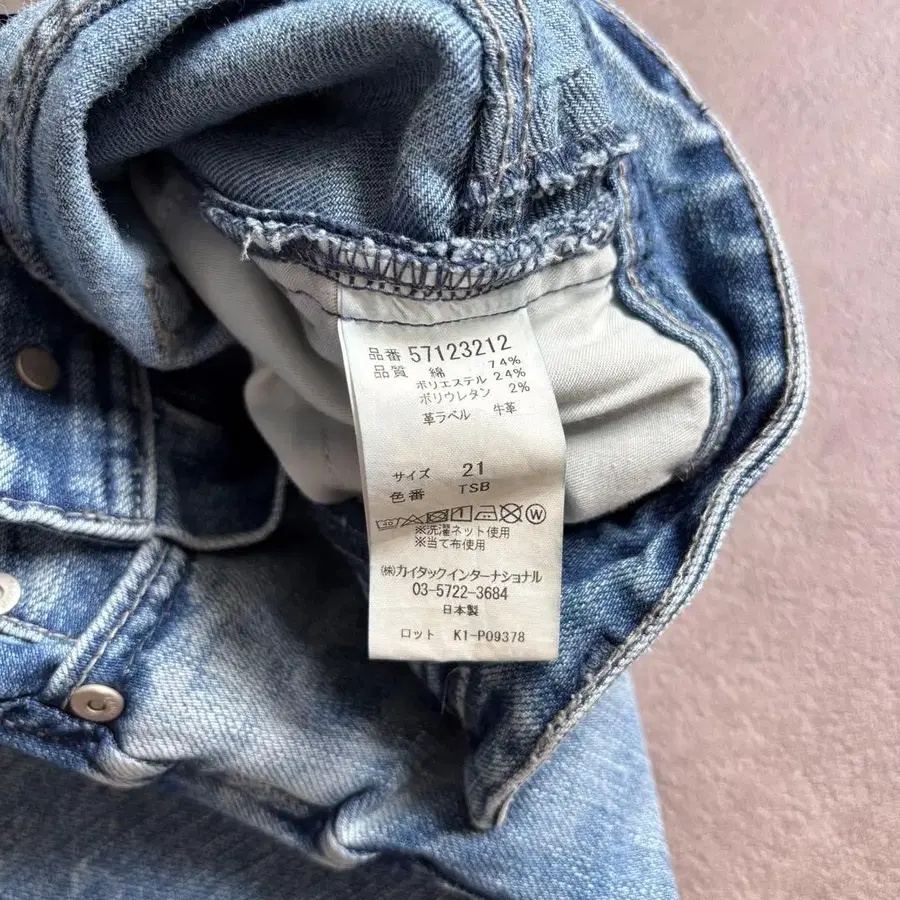 品番 57123212
品質 綿 74%
ポリエステル 24%
ポリウレタン 2%
革ラベル 牛革
サイズ 21
色番 TSB
※洗濯ネット使用
※当て布使用
㈱カイタックインターナショナル
03-5722-3684
日本製
ロット K1-P09378